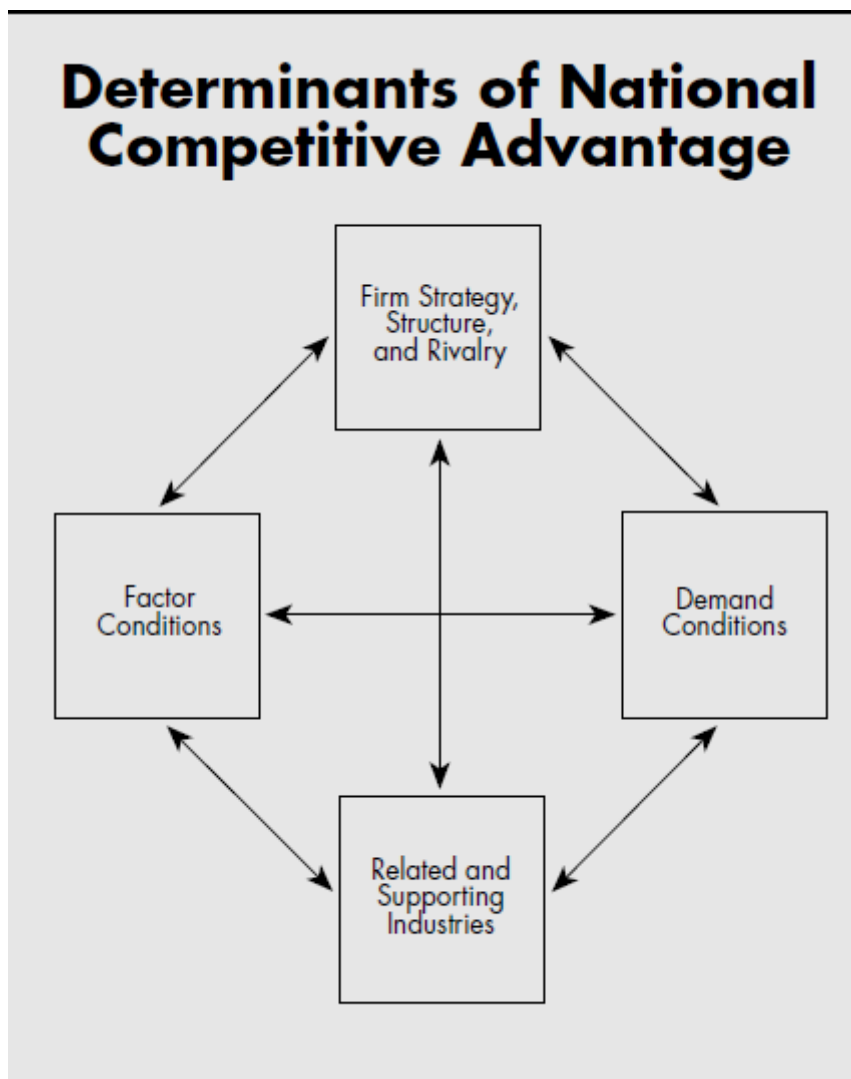 Determinants of National
Competitive Advantage
Firm Strategy,
Structure,
and Rivalry
Factor
Conditions
Demand
Conditions
Related and
Supporting
Industries